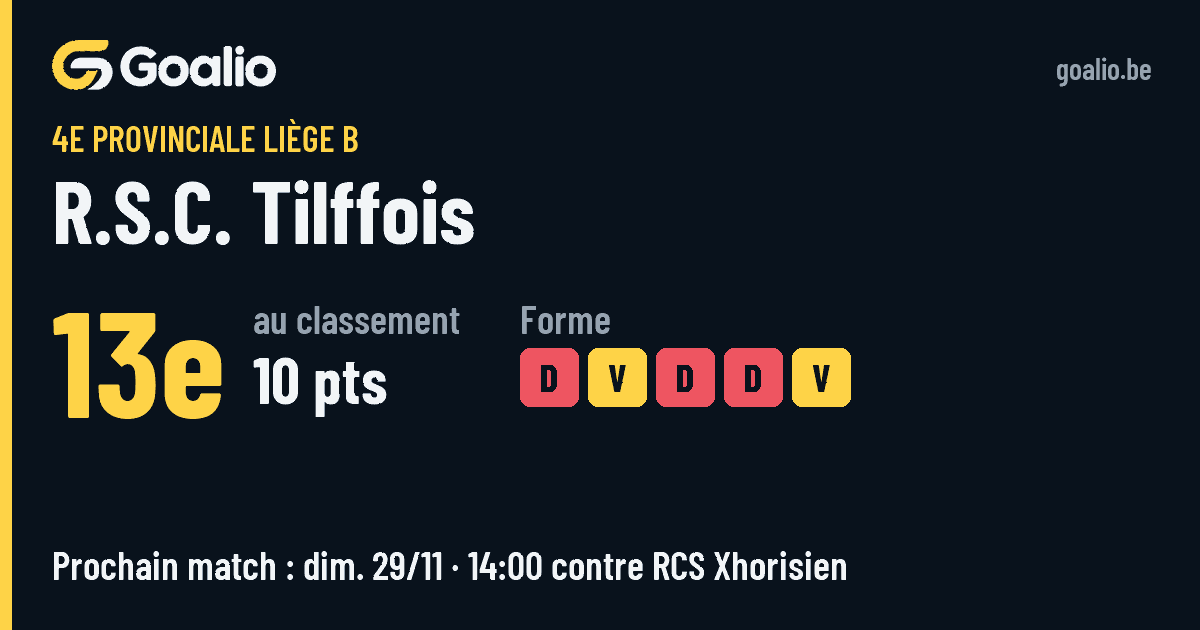 Goalio
goalio.be
4E PROVINCIALE LIÈGE B
R.S.C. Tilffois
13e
au classement
10 pts
Forme
D V D D V
Prochain match : dim. 29/11 · 14:00 contre RCS Xhorisien